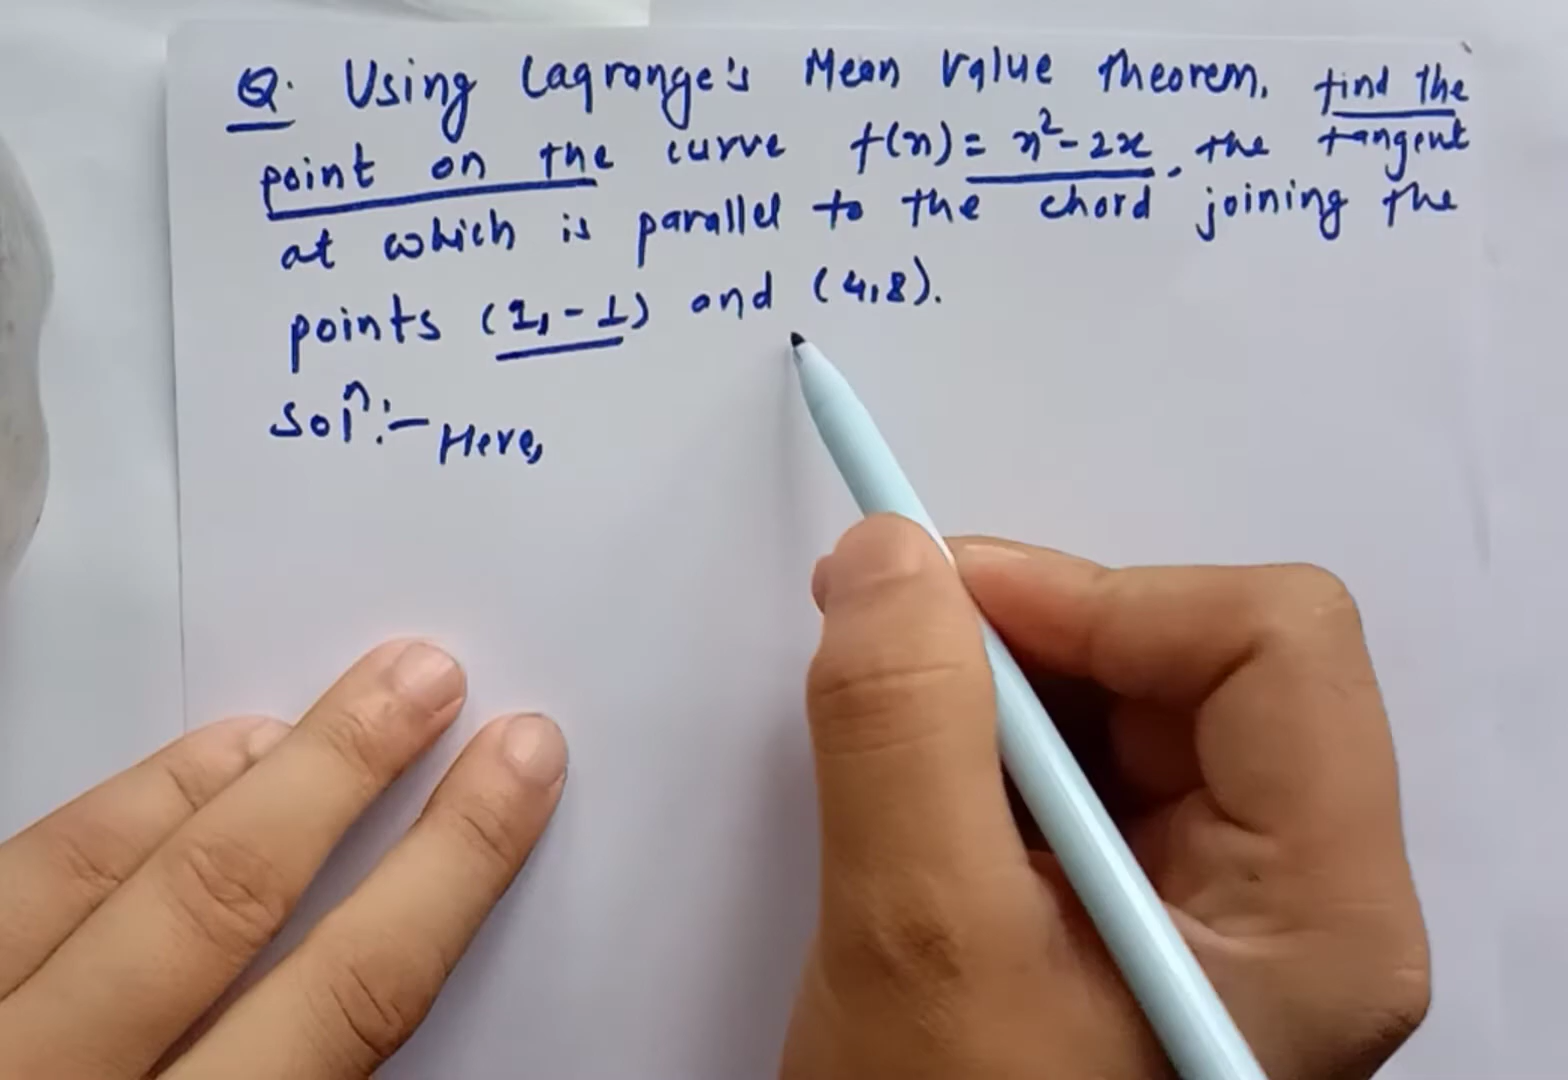 Q. Using Lagrange's Mean Value Theorem, find the
point on the curve f(x) = x²-2x, the tangent
at which is parallel to the chord joining the
points (1,-1) and (4,8).
Solⁿ:- Here,